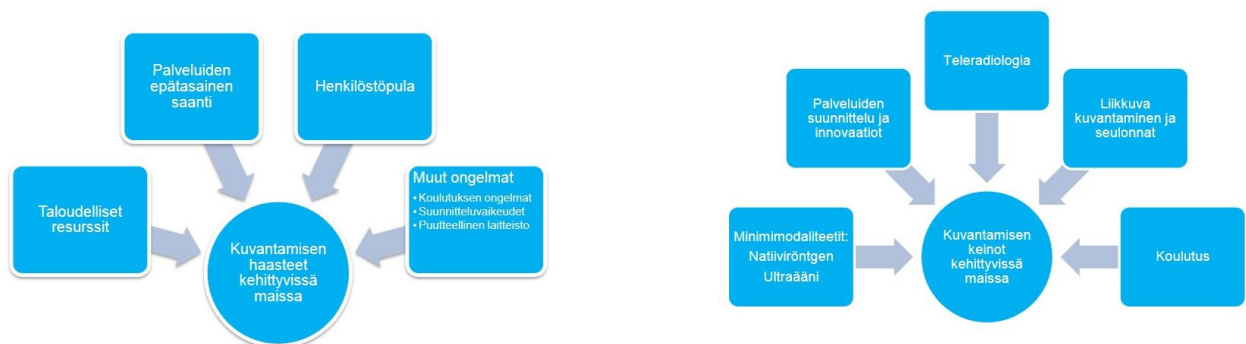 Palveluiden
epätasainen
saanti
Henkilöstöpula
Taloudelliset
resurssit
Muut ongelmat
• Koulutuksen ongelmat
• Suunnitteluvaikeudet
• Puutteellinen laitteisto
Kuvantamisen
haasteet
kehittyvissä
maissa
Teleradiologia
Palveluiden
suunnittelu ja
innovaatiot
Liikkuva
kuvantaminen ja
seulonnat
Minimimodaliteetit:
Natiiviröntgen
Ultraääni
Kuvantamisen
keinot
kehittyvissä
maissa
Koulutus